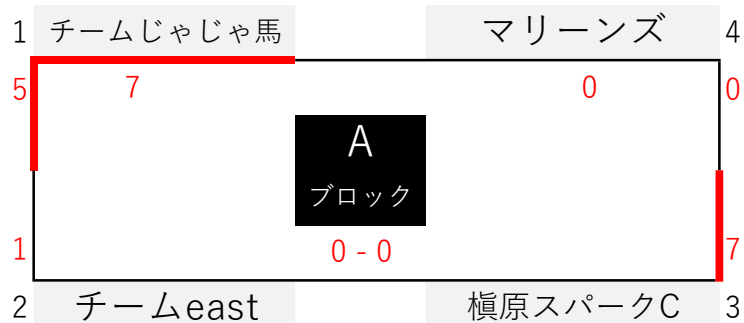 1 チームじゃじゃ馬 マリーンズ 4
5 7 0 0
A
ブロック
1 0 - 0 7
2 チームeast 槇原スパークC 3